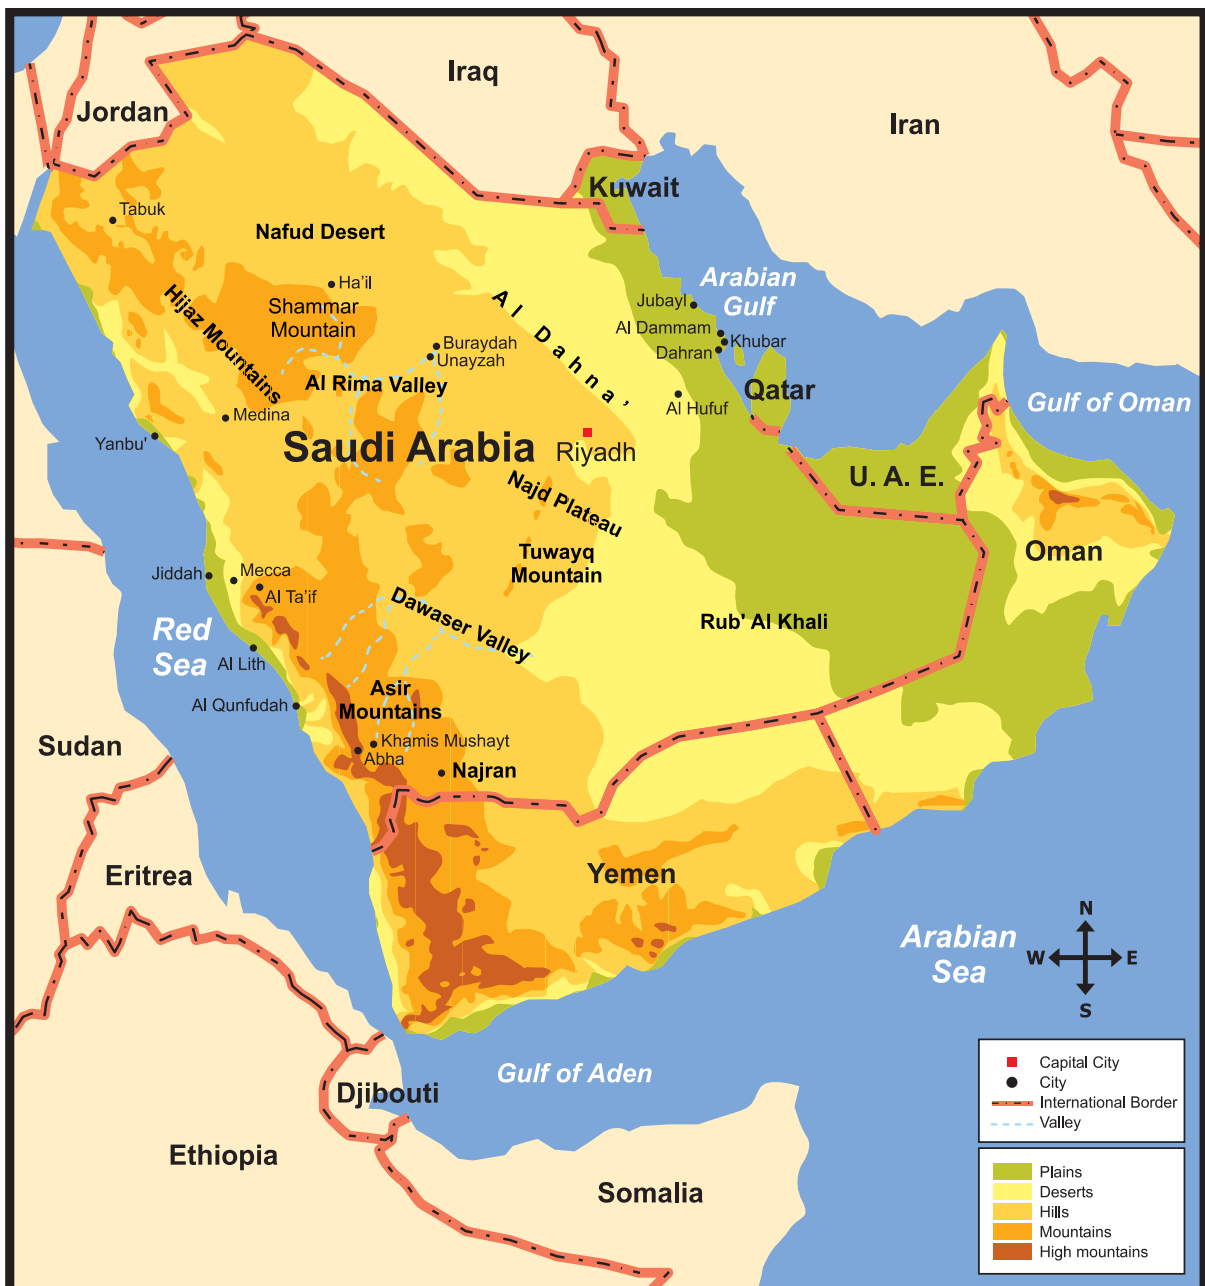 Iraq
Iran
Jordan
Kuwait
Tabuk
Nafud Desert
Arabian
Gulf
Ha'il
Shammar
Mountain
Hijaz Mountains
Al Dahna'
Jubayl
Al Dammam
Khubar
Dahran
Buraydah
Unayzah
Al Rima Valley
Qatar
Al Hufuf
Gulf of Oman
Medina
Yanbu'
Saudi Arabia
Riyadh
U. A. E.
Najd Plateau
Oman
Tuwayq
Mountain
Jiddah
Mecca
Al Ta'if
Dawaser Valley
Rub' Al Khali
Red
Sea
Al Lith
Asir
Mountains
Al Qunfudah
Khamis Mushayt
Abha
Najran
Sudan
Eritrea
Yemen
Arabian
Sea
N
W
E
S
Gulf of Aden
Djibouti
Ethiopia
Somalia
Capital City
City
International Border
Valley
Plains
Deserts
Hills
Mountains
High mountains